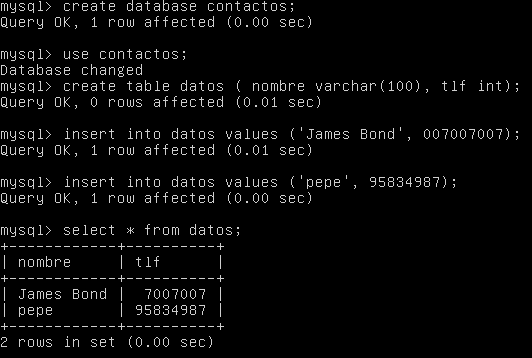 mysql> create database contactos;
Query OK, 1 row affected (0.00 sec)
mysql> use contactos;
Database changed
mysql> create table datos ( nombre varchar(100), tlf int);
Query OK, 0 rows affected (0.01 sec)
mysql> insert into datos values ('James Bond', 007007007);
Query OK, 1 row affected (0.01 sec)
mysql> insert into datos values ('pepe', 95834987);
Query OK, 1 row affected (0.00 sec)
mysql> select * from datos;
+------------+----------+
| nombre     | tlf      |
+------------+----------+
| James Bond |  7007007 |
| pepe       | 95834987 |
+------------+----------+
2 rows in set (0.00 sec)